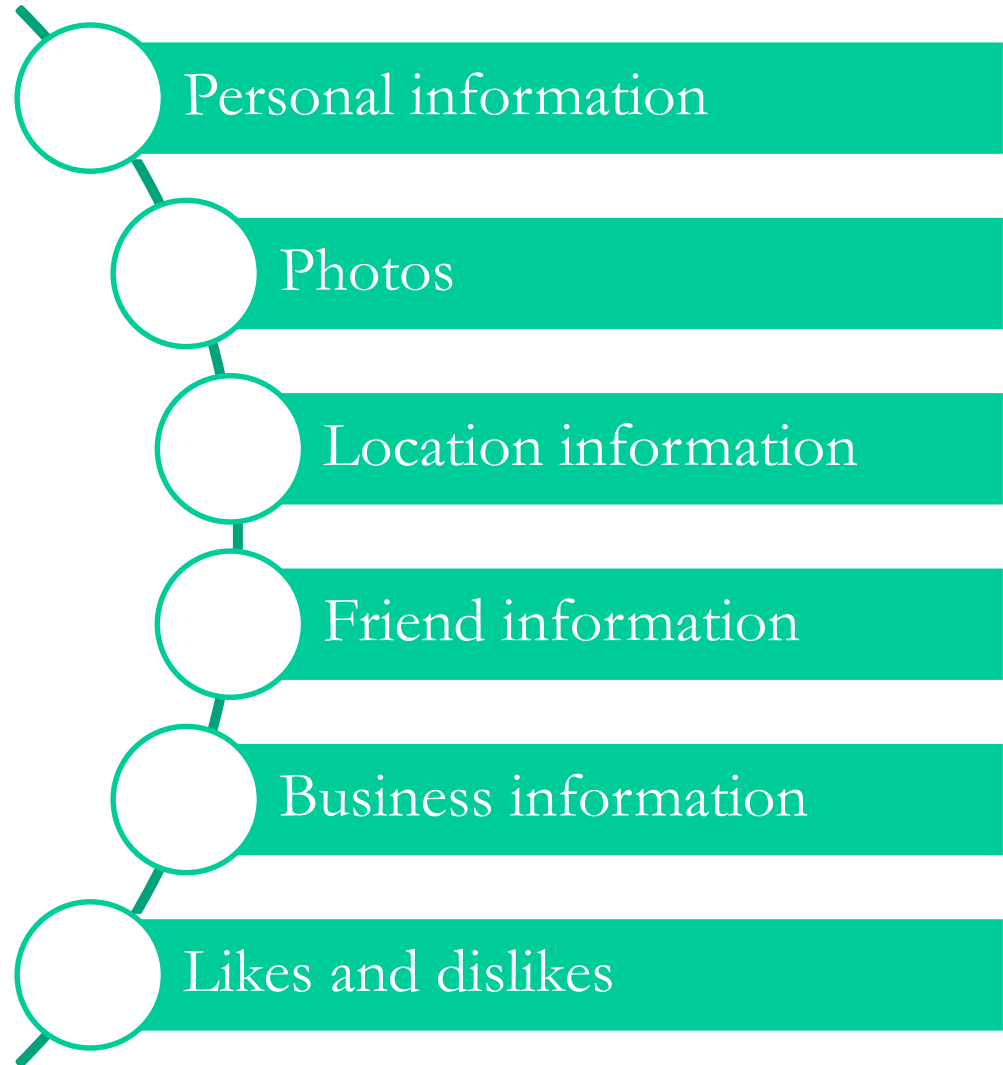 Personal information
Photos
Location information
Friend information
Business information
Likes and dislikes